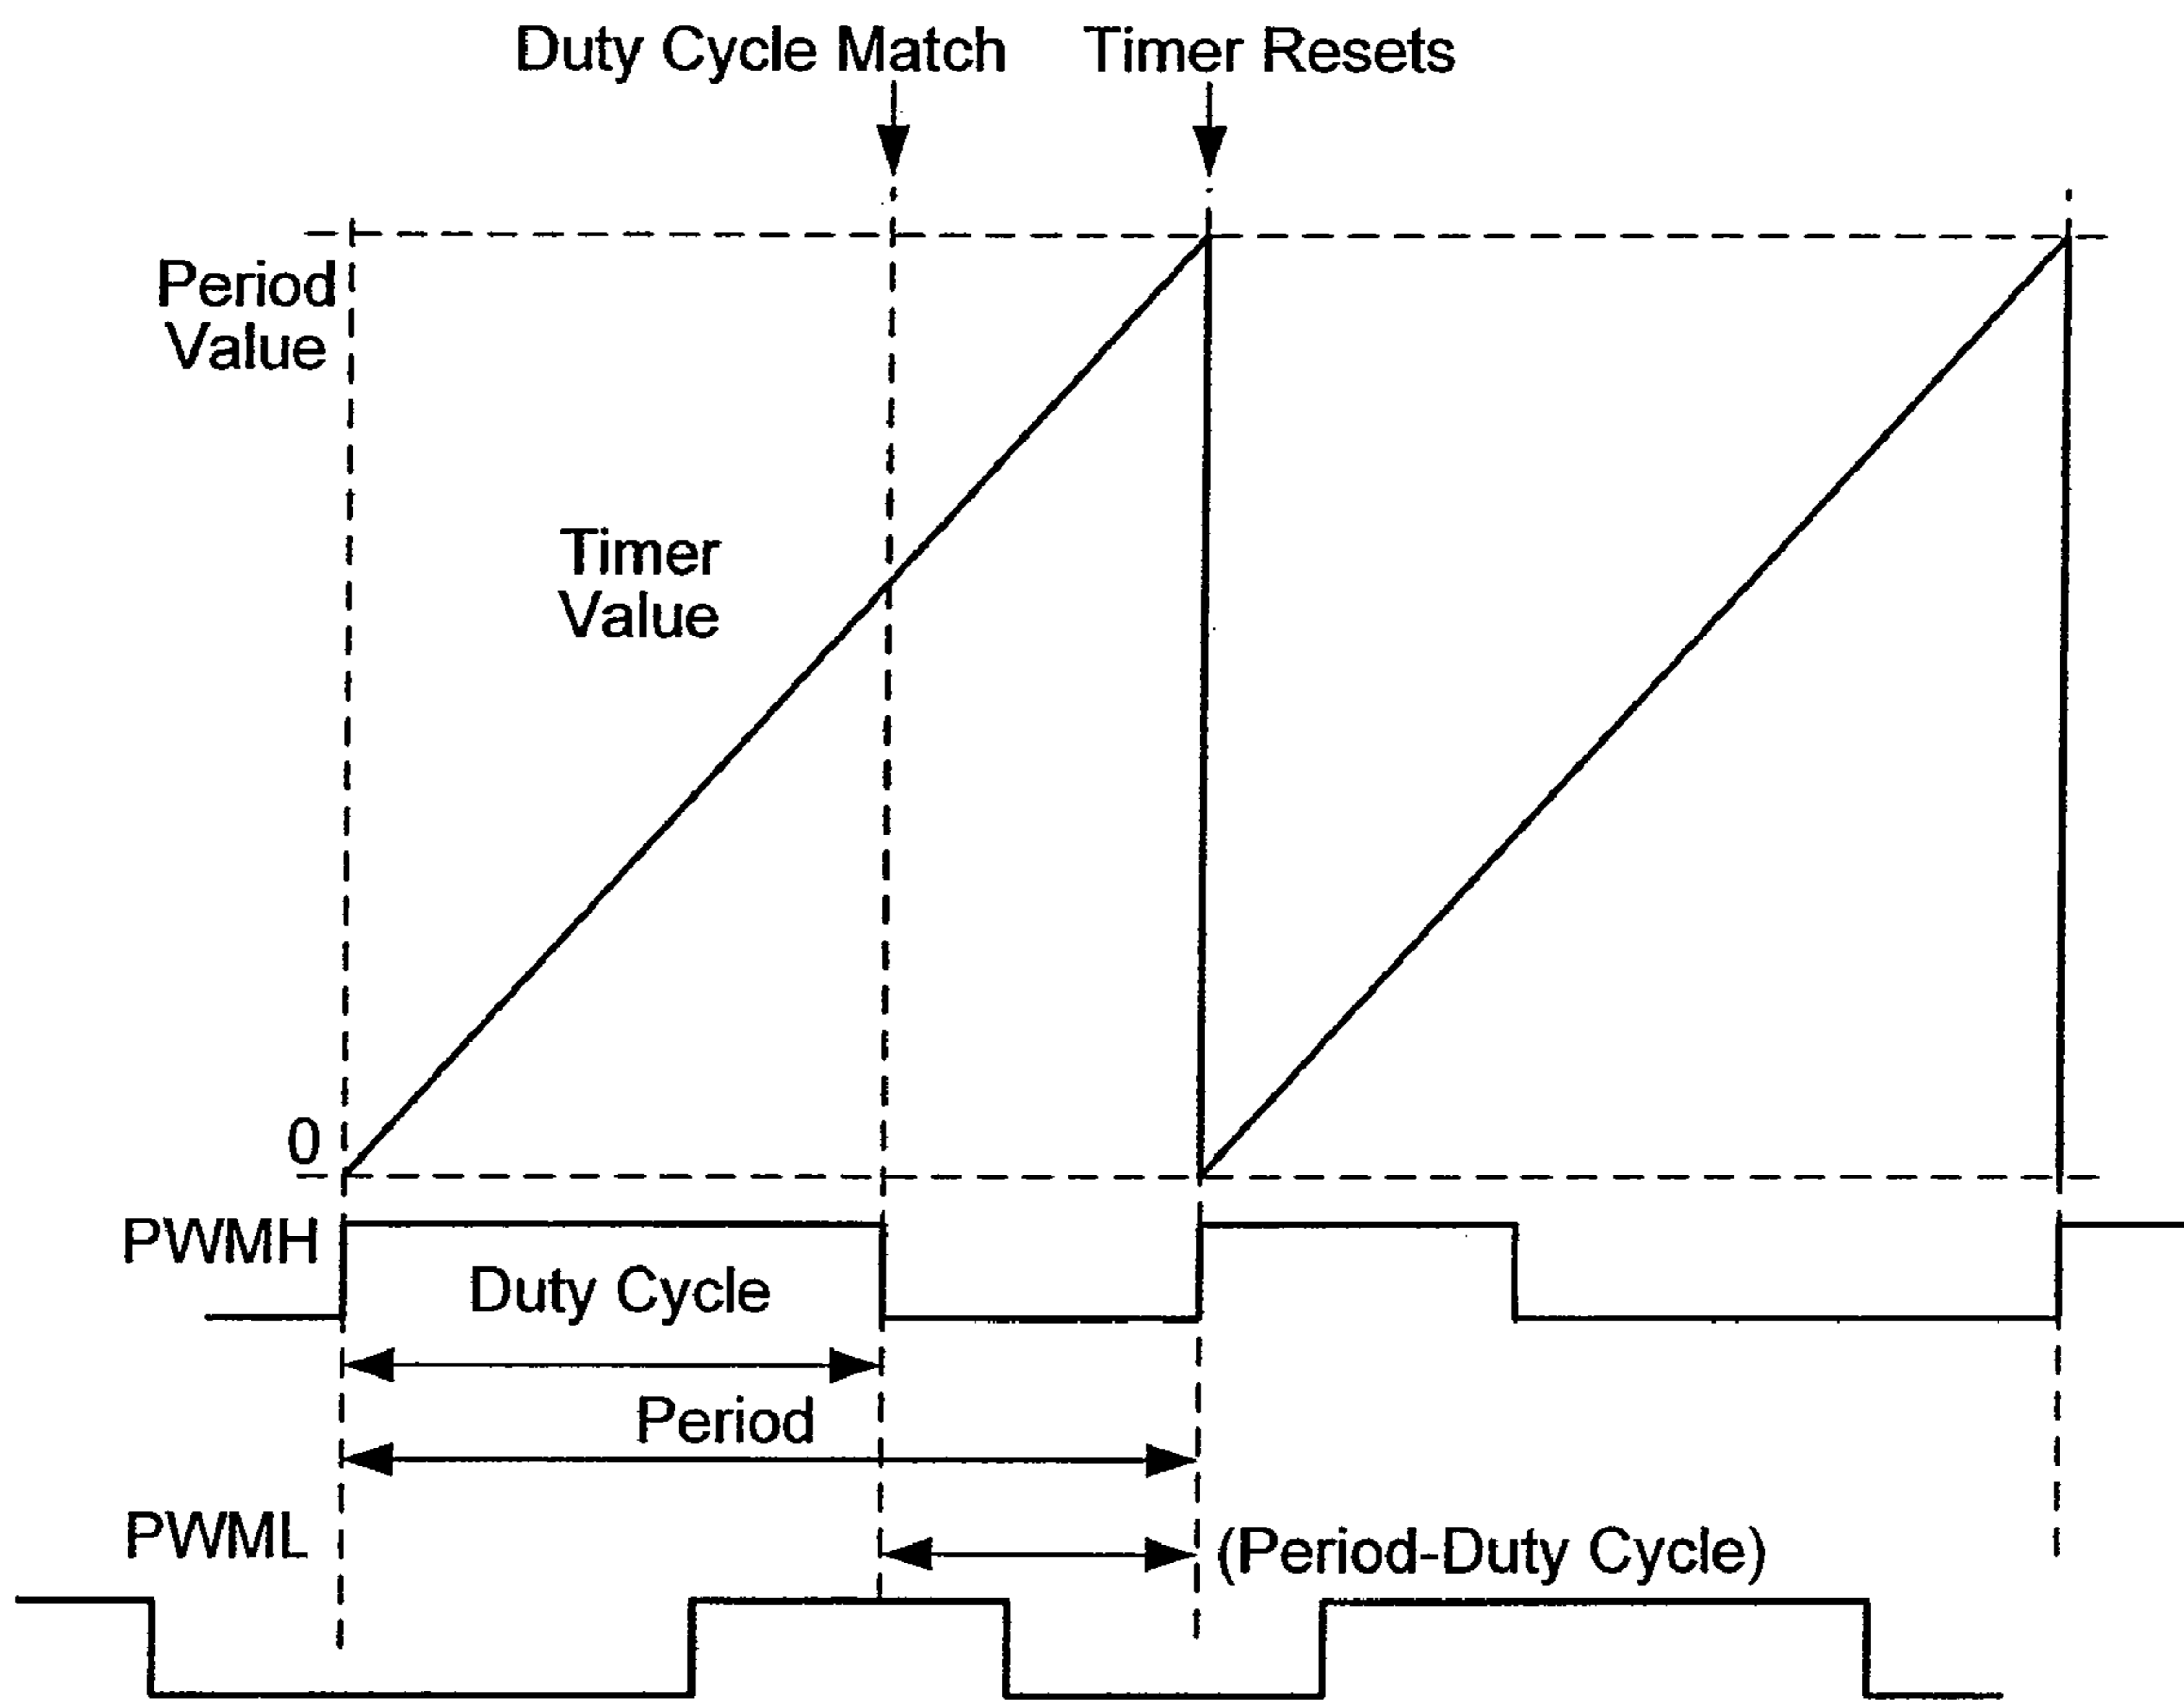 Duty Cycle Match
Timer Resets
Period
Value
Timer
Value
0
PWMH
Duty Cycle
Period
PWML
(Period-Duty Cycle)